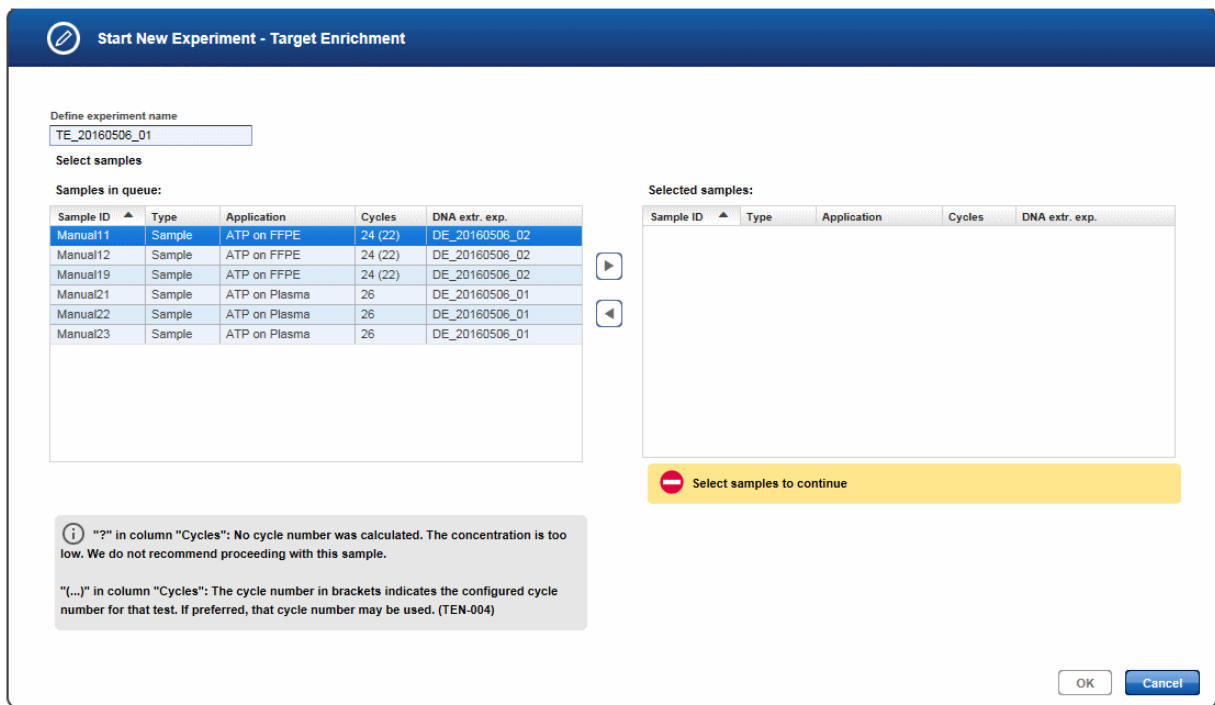 Start New Experiment - Target Enrichment
Define experiment name
TE_20160506_01
Select samples
Samples in queue:
Sample ID Type Application Cycles DNA extr. exp.
Manual11 Sample ATP on FFPE 24 (22) DE_20160506_02
Manual12 Sample ATP on FFPE 24 (22) DE_20160506_02
Manual19 Sample ATP on FFPE 24 (22) DE_20160506_02
Manual21 Sample ATP on Plasma 26 DE_20160506_01
Manual22 Sample ATP on Plasma 26 DE_20160506_01
Manual23 Sample ATP on Plasma 26 DE_20160506_01
Selected samples:
Sample ID Type Application Cycles DNA extr. exp.
Select samples to continue
"?" in column "Cycles": No cycle number was calculated. The concentration is too
low. We do not recommend proceeding with this sample.
"(...)" in column "Cycles": The cycle number in brackets indicates the configured cycle
number for that test. If preferred, that cycle number may be used. (TEN-004)
OK Cancel